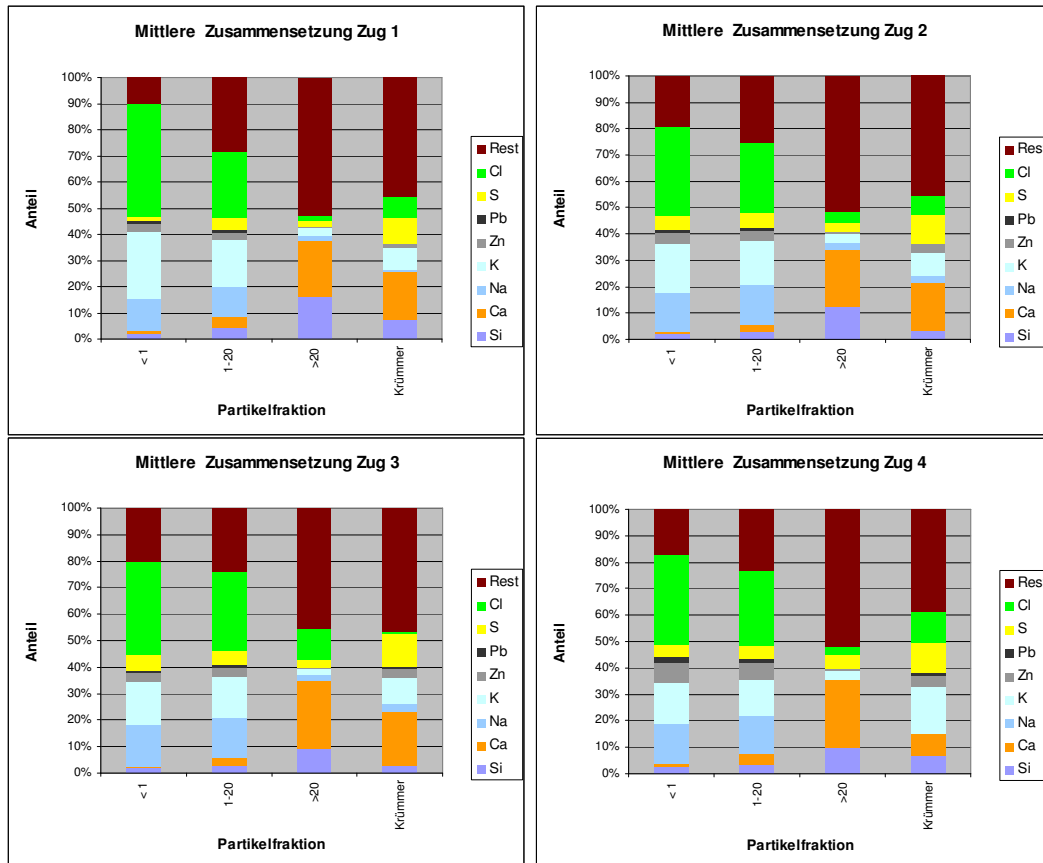 Mittlere Zusammensetzung Zug 1
100%
90%
80%
70%
60%
50%
40%
30%
20%
10%
0%
Anteil
< 1
1-20
>20
Krümmer
Partikelfraktion
Rest
Cl
S
Pb
Zn
K
Na
Ca
Si
Mittlere Zusammensetzung Zug 2
100%
90%
80%
70%
60%
50%
40%
30%
20%
10%
0%
Anteil
< 1
1-20
>20
Krümmer
Partikelfraktion
Rest
Cl
S
Pb
Zn
K
Na
Ca
Si
Mittlere Zusammensetzung Zug 3
100%
90%
80%
70%
60%
50%
40%
30%
20%
10%
0%
Anteil
< 1
1-20
>20
Krümmer
Partikelfraktion
Rest
Cl
S
Pb
Zn
K
Na
Ca
Si
Mittlere Zusammensetzung Zug 4
100%
90%
80%
70%
60%
50%
40%
30%
20%
10%
0%
Anteil
< 1
1-20
>20
Krümmer
Partikelfraktion
Rest
Cl
S
Pb
Zn
K
Na
Ca
Si